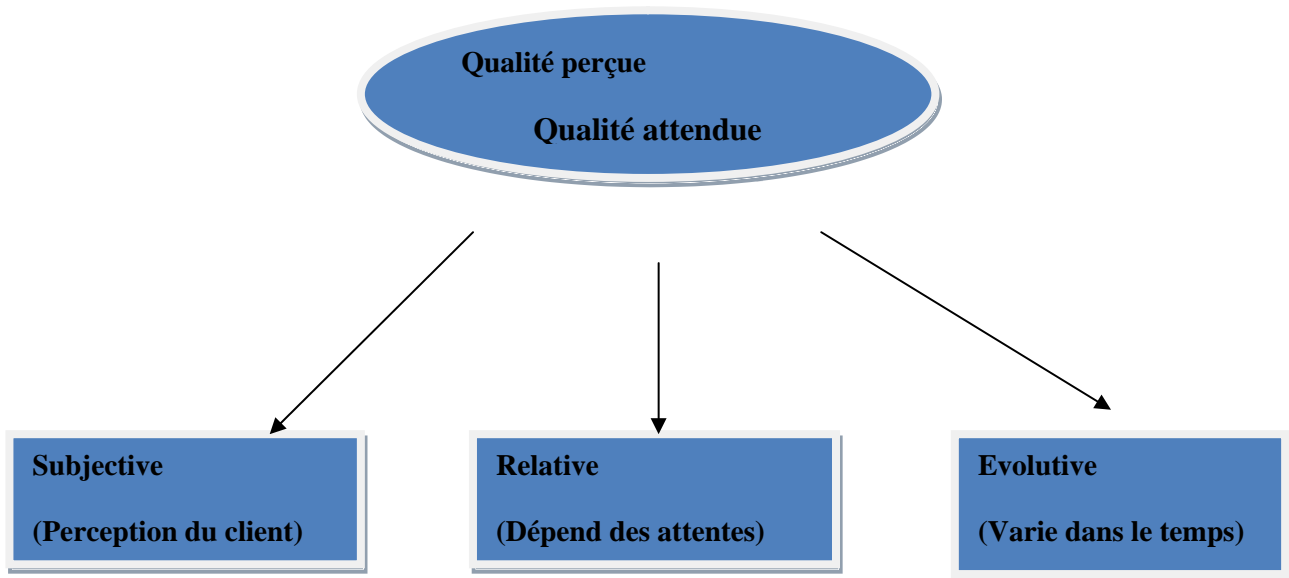 Qualité perçue
Qualité attendue
Subjective
(Perception du client)
Relative
(Dépend des attentes)
Evolutive
(Varie dans le temps)